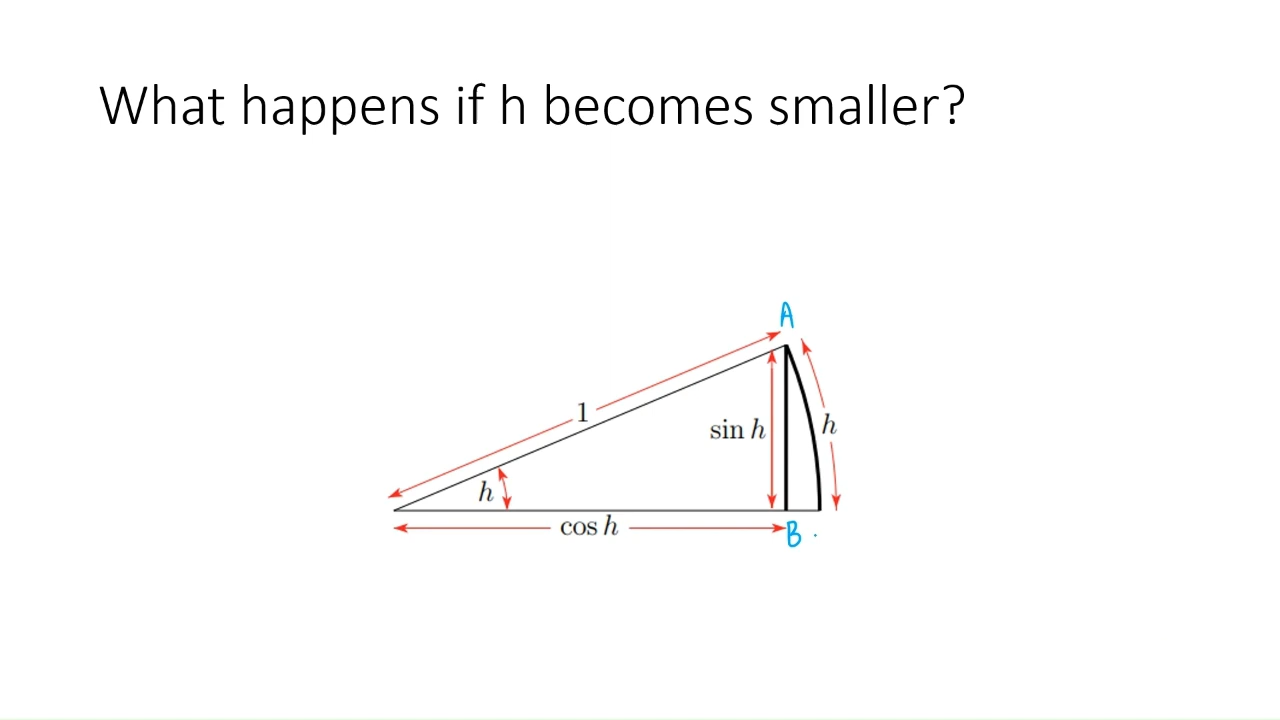 What happens if h becomes smaller?
A
1
sin h
h
h
cos h
B